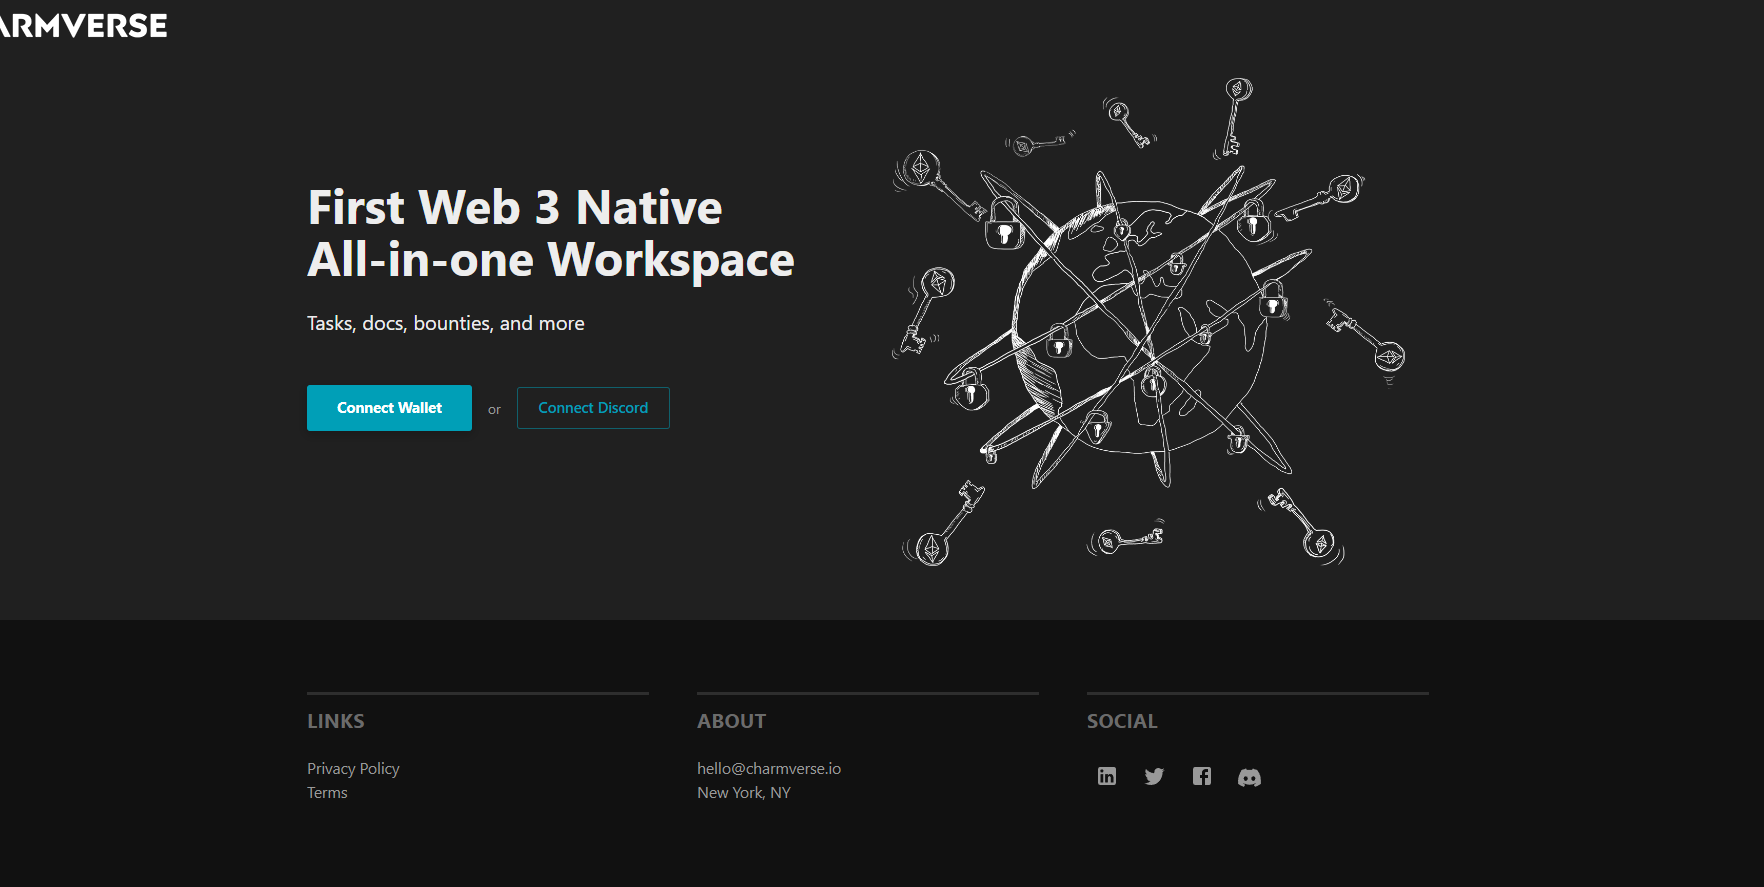 ARMVERSE
First Web 3 Native
All-in-one Workspace
Tasks, docs, bounties, and more
Connect Wallet
or
Connect Discord
LINKS
Privacy Policy
Terms
ABOUT
hello@charmverse.io
New York, NY
SOCIAL